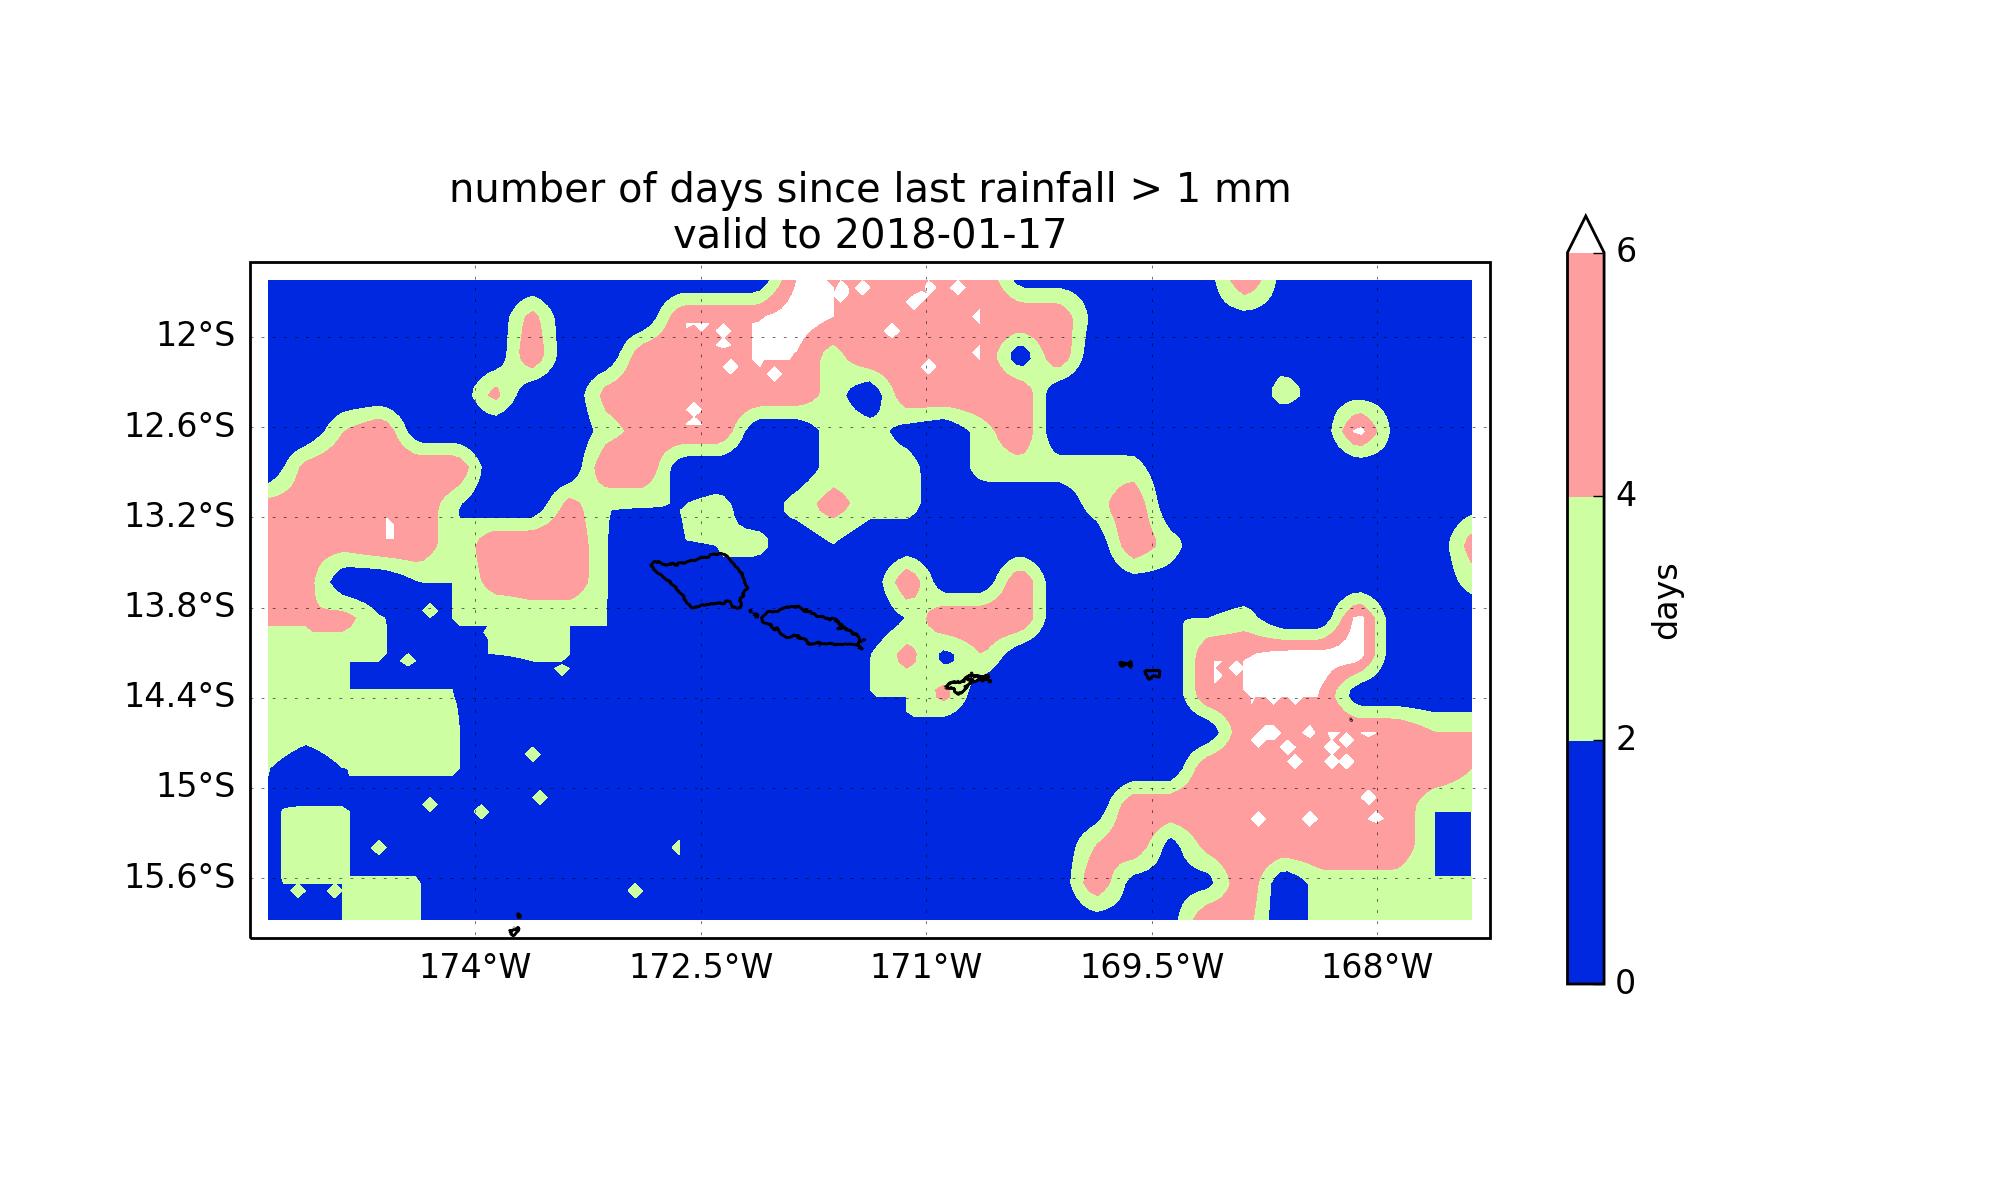 number of days since last rainfall > 1 mm
valid to 2018-01-17
12°S
12.6°S
13.2°S
13.8°S
14.4°S
15°S
15.6°S
174°W
172.5°W
171°W
169.5°W
168°W
6
4
2
0
days